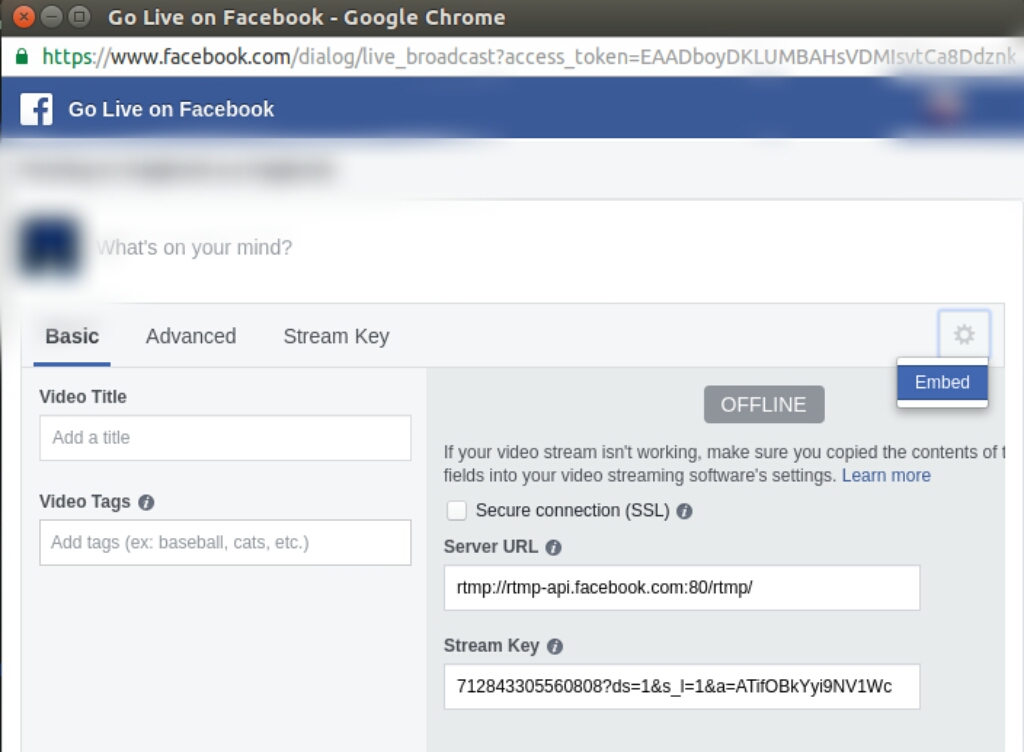 Go Live on Facebook - Google Chrome
https://www.facebook.com/dialog/live_broadcast?access_token=EAADboyDKLUMBAHsVDMIsvtCa8Ddznk
Go Live on Facebook
What's on your mind?
Basic Advanced Stream Key
Embed
Video Title
Add a title
Video Tags
Add tags (ex: baseball, cats, etc.)
OFFLINE
If your video stream isn't working, make sure you copied the contents of
fields into your video streaming software's settings. Learn more
Secure connection (SSL)
Server URL
rtmp://rtmp-api.facebook.com:80/rtmp/
Stream Key
712843305560808?ds=1&s_l=1&a=ATifOBkYyi9NV1Wc